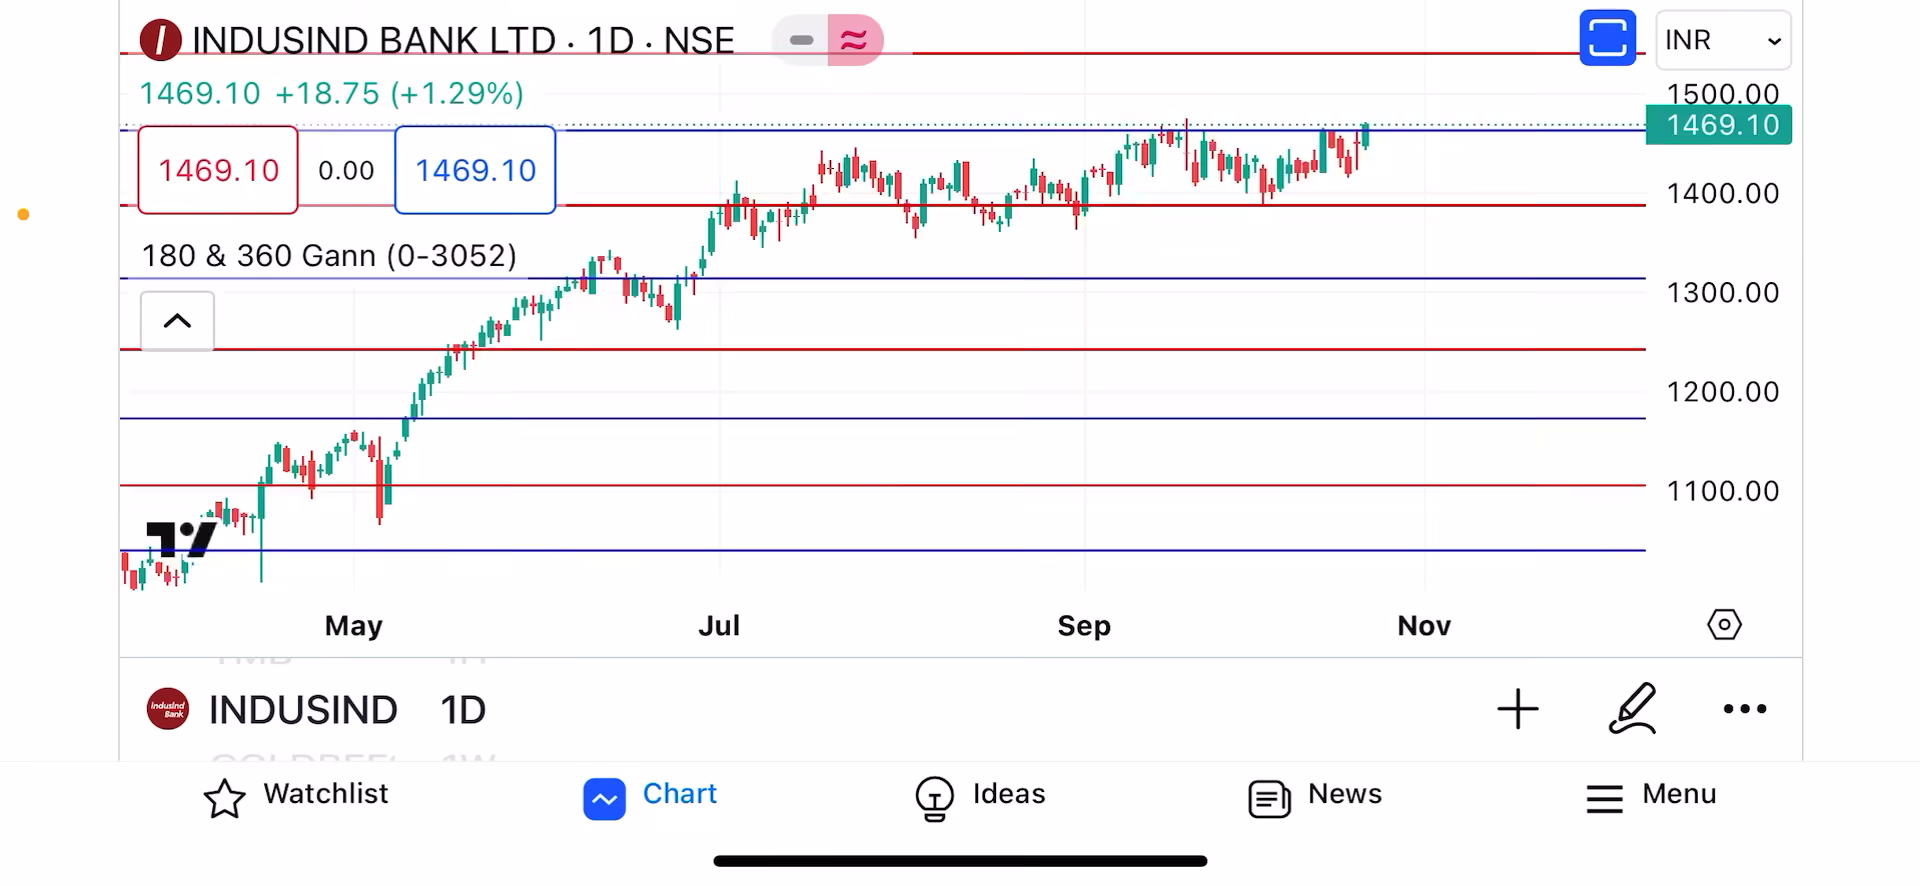 INDUSIND BANK LTD · 1D · NSE
INR
1469.10 +18.75 (+1.29%)
1500.00
1469.10
1469.10 0.00 1469.10
1400.00
180 & 360 Gann (0-3052)
1300.00
1200.00
1100.00
May Jul Sep Nov
IndusInd Bank
INDUSIND 1D
Watchlist Chart Ideas News Menu